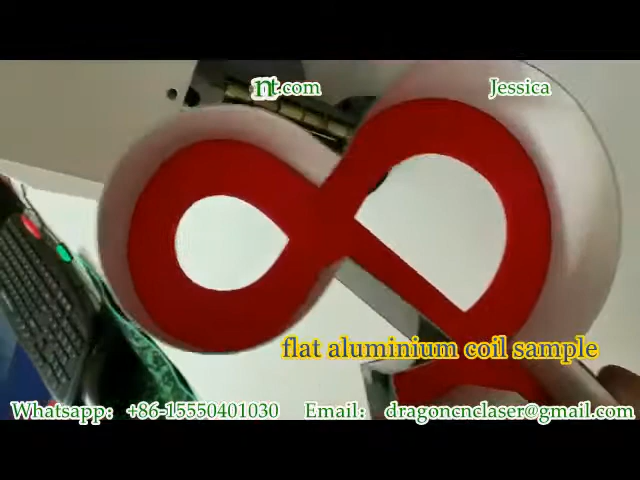 nt.com
Jessica
flat aluminium coil sample
Whatsapp: +86-15550401030 Email: dragoncnclaser@gmail.com